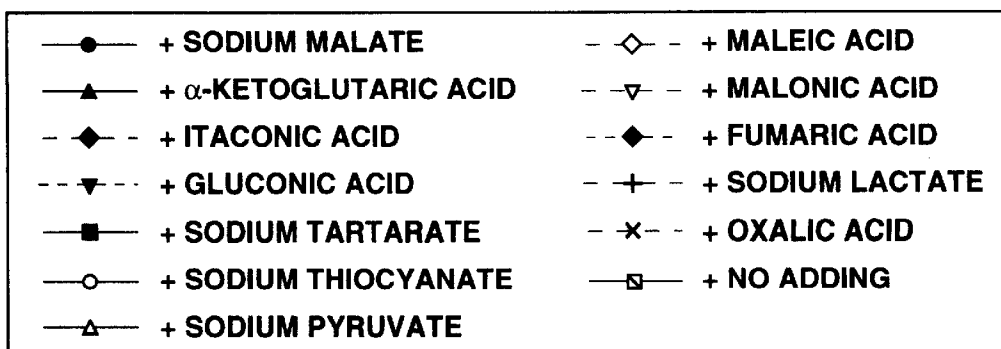 + SODIUM MALATE
+ α-KETOGLUTARIC ACID
+ ITACONIC ACID
+ GLUCONIC ACID
+ SODIUM TARTARATE
+ SODIUM THIOCYANATE
+ SODIUM PYRUVATE
+ MALEIC ACID
+ MALONIC ACID
+ FUMARIC ACID
+ SODIUM LACTATE
+ OXALIC ACID
+ NO ADDING